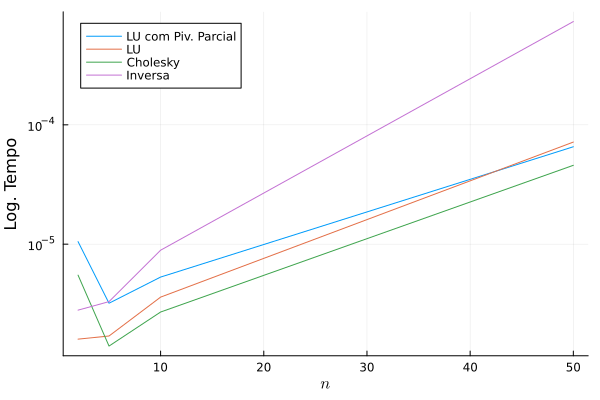 LU com Piv. Parcial
LU
Cholesky
Inversa
Log. Tempo
10⁻⁴
10⁻⁵
10
20
30
40
50
n